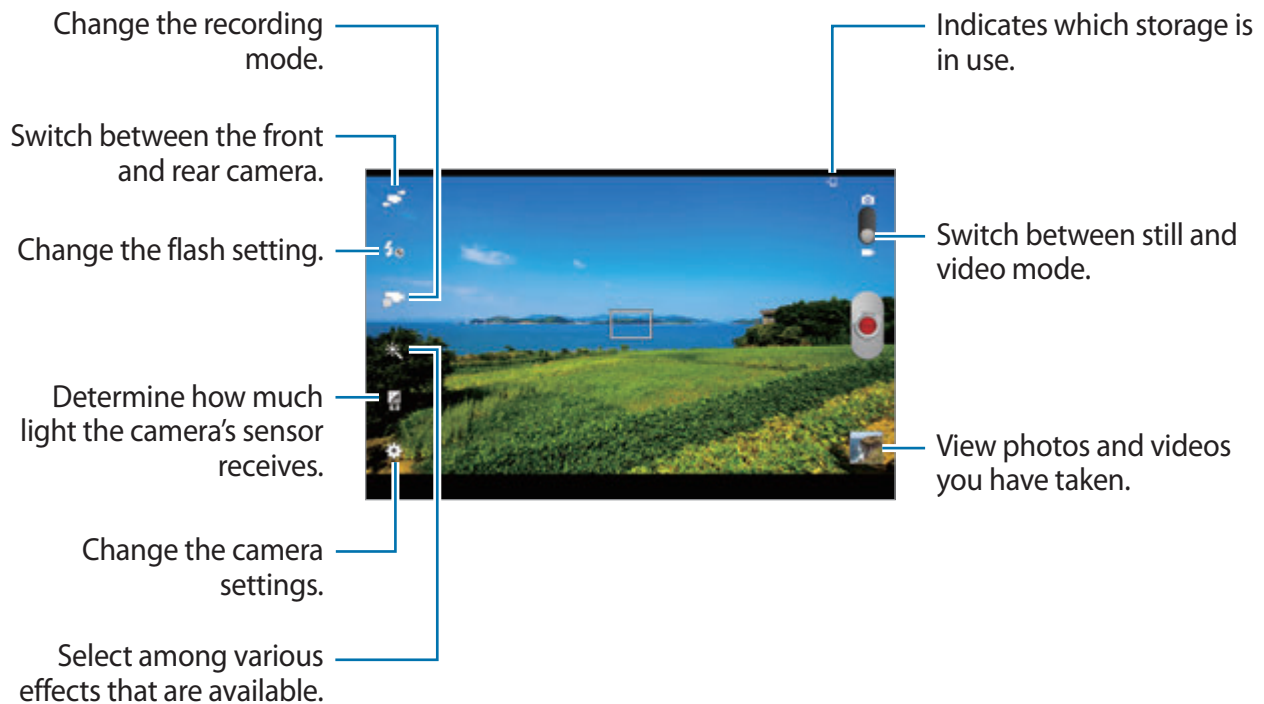 Change the recording
mode.
Switch between the front
and rear camera.
Change the flash setting.
Determine how much
light the camera’s sensor
receives.
Change the camera
settings.
Select among various
effects that are available.
Indicates which storage is
in use.
Switch between still and
video mode.
View photos and videos
you have taken.